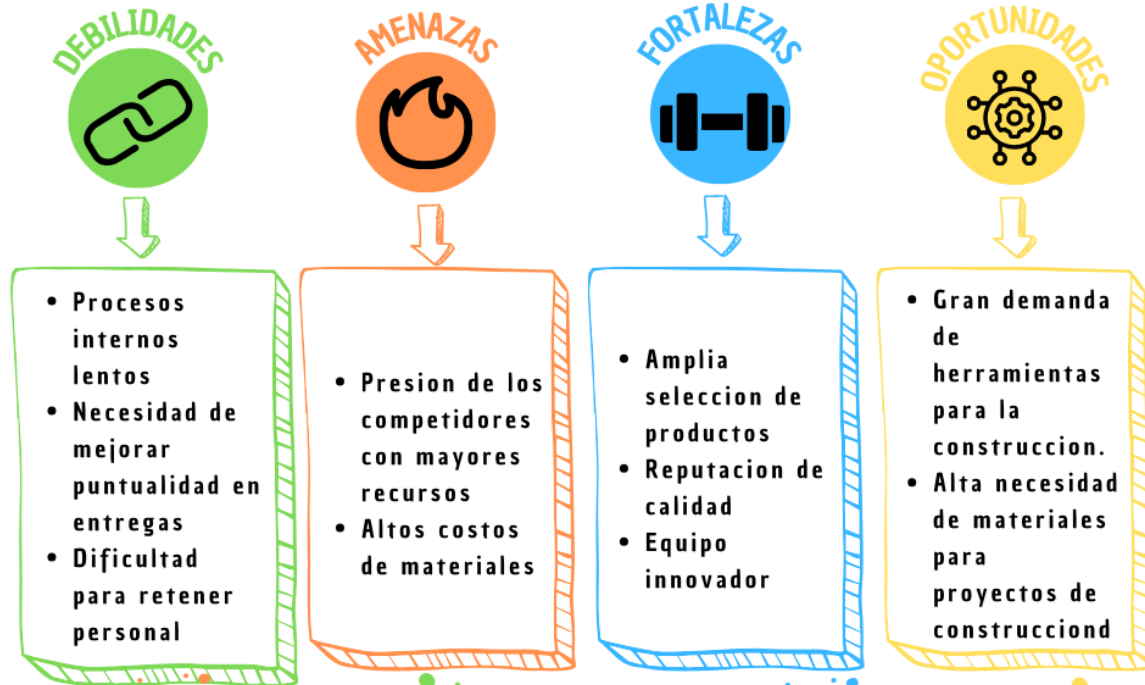 DEBILIDADES
• Procesos
internos
lentos
• Necesidad de
mejorar
puntualidad en
entregas
• Dificultad
para retener
personal
AMENAZAS
• Presion de los
competidores
con mayores
recursos
• Altos costos
de materiales
FORTALEZAS
• Amplia
seleccion de
productos
• Reputacion de
calidad
• Equipo
innovador
OPORTUNIDADES
• Gran demanda
de
herramientas
para la
construccion.
• Alta necesidad
de materiales
para
proyectos de
construcciond